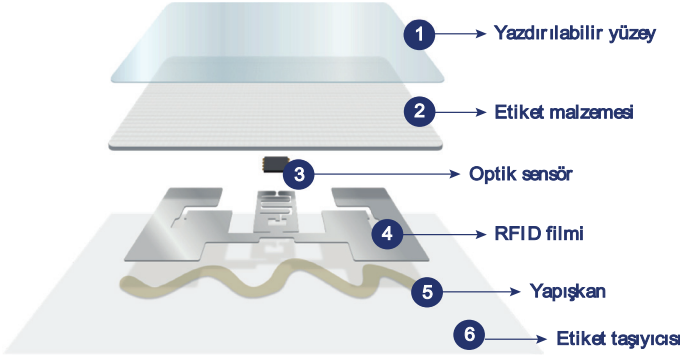 1 Yazdırılabilir yüzey
2 Etiket malzemesi
3 Optik sensör
4 RFID filmi
5 Yapışkan
6 Etiket taşıyıcısı